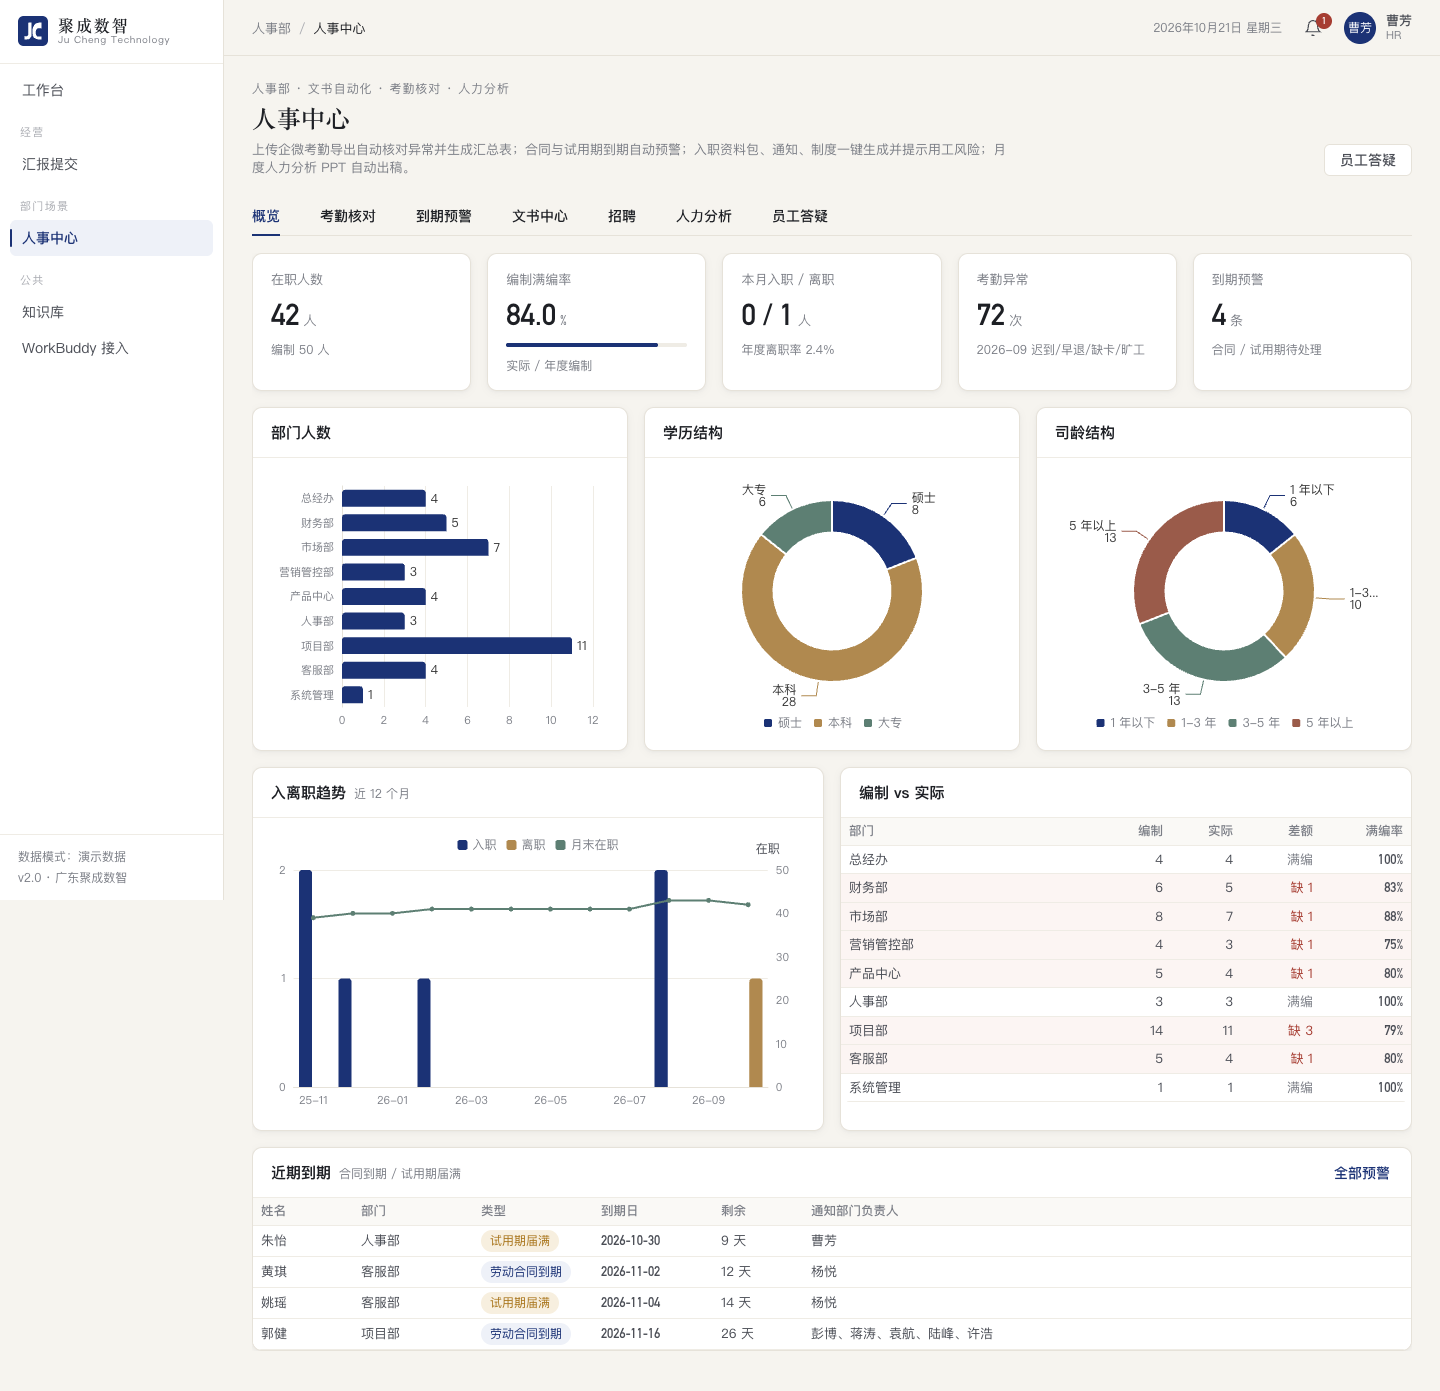 JC 聚成数智
Ju Cheng Technology
工作台
经营
汇报提交
部门场景
人事中心
公共
知识库
WorkBuddy 接入
数据模式：演示数据
v2.0 · 广东聚成数智
人事部 / 人事中心
2026年10月21日 星期三
1
曹芳
曹芳
HR
人事部 · 文书自动化 · 考勤核对 · 人力分析
人事中心
上传企微考勤导出自动核对异常并生成汇总表；合同与试用期到期自动预警；入职资料包、通知、制度一键生成并提示用工风险；月
度人力分析 PPT 自动出稿。
员工答疑
概览 考勤核对 到期预警 文书中心 招聘 人力分析 员工答疑
在职人数
42 人
编制 50 人
编制满编率
84.0 %
实际 / 年度编制
本月入职 / 离职
0 / 1 人
年度离职率 2.4%
考勤异常
72 次
2026-09 迟到/早退/缺卡/旷工
到期预警
4 条
合同 / 试用期待处理
部门人数
总经办 4
财务部 5
市场部 7
营销管控部 3
产品中心 4
人事部 3
项目部 11
客服部 4
系统管理 1
0 2 4 6 8 10 12
学历结构
大专
6
硕士
8
本科
28
硕士 本科 大专
司龄结构
1 年以下
6
5 年以上
13
1-3...
10
3-5 年
13
1 年以下 1-3 年 3-5 年 5 年以上
入离职趋势 近 12 个月
入职 离职 月末在职
在职
2
1
0
50
40
30
20
10
0
25-11 26-01 26-03 26-05 26-07 26-09
编制 vs 实际
部门 编制 实际 差额 满编率
总经办 4 4 满编 100%
财务部 6 5 缺 1 83%
市场部 8 7 缺 1 88%
营销管控部 4 3 缺 1 75%
产品中心 5 4 缺 1 80%
人事部 3 3 满编 100%
项目部 14 11 缺 3 79%
客服部 5 4 缺 1 80%
系统管理 1 1 满编 100%
近期到期 合同到期 / 试用期届满
全部预警
姓名 部门 类型 到期日 剩余 通知部门负责人
朱怡 人事部 试用期届满 2026-10-30 9 天 曹芳
黄琪 客服部 劳动合同到期 2026-11-02 12 天 杨悦
姚瑶 客服部 试用期届满 2026-11-04 14 天 杨悦
郭健 项目部 劳动合同到期 2026-11-16 26 天 彭博、蒋涛、袁航、陆峰、许浩